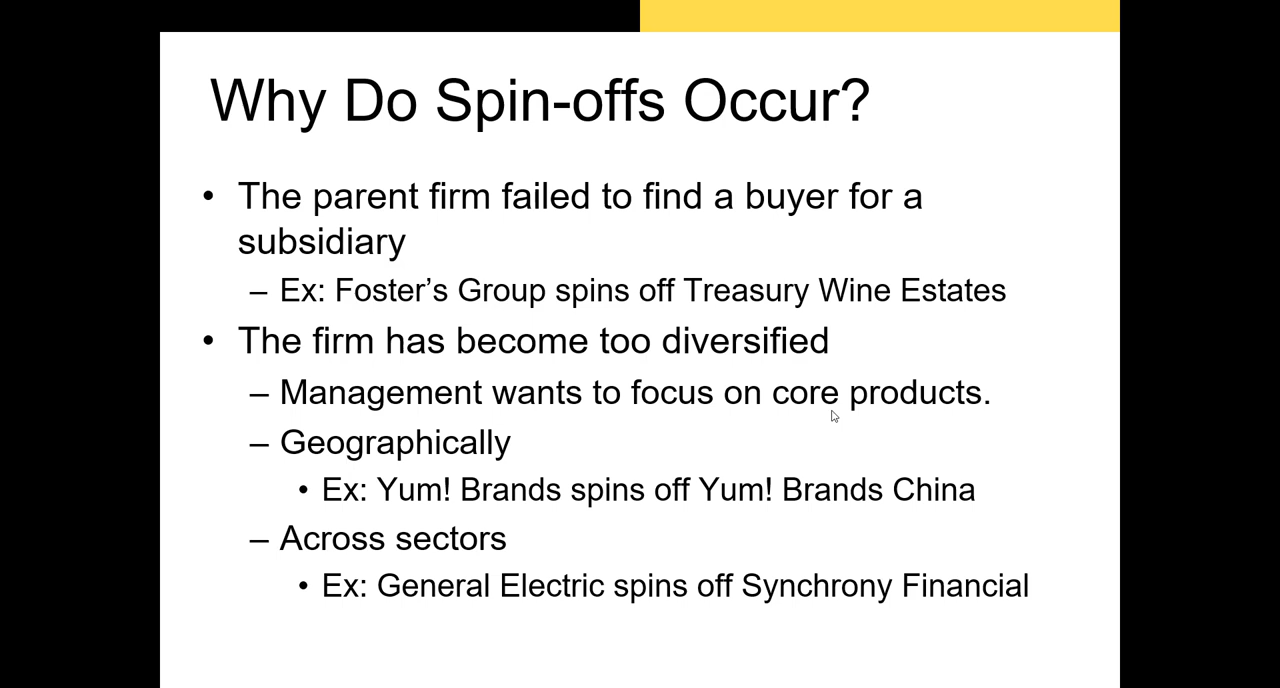 Why Do Spin-offs Occur?
• The parent firm failed to find a buyer for a
subsidiary
– Ex: Foster’s Group spins off Treasury Wine Estates
• The firm has become too diversified
– Management wants to focus on core products.
– Geographically
• Ex: Yum! Brands spins off Yum! Brands China
– Across sectors
• Ex: General Electric spins off Synchrony Financial